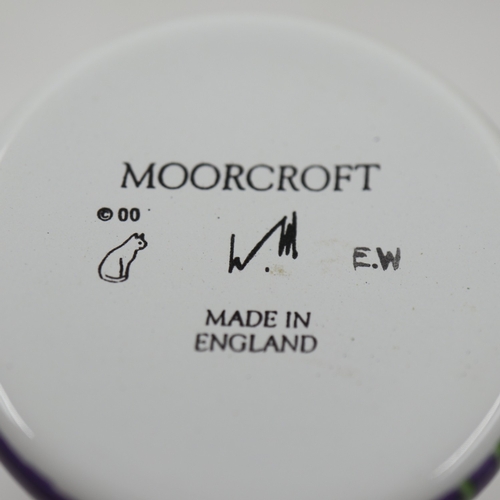 MOORCROFT
© 00
W.M
E.W
MADE IN
ENGLAND